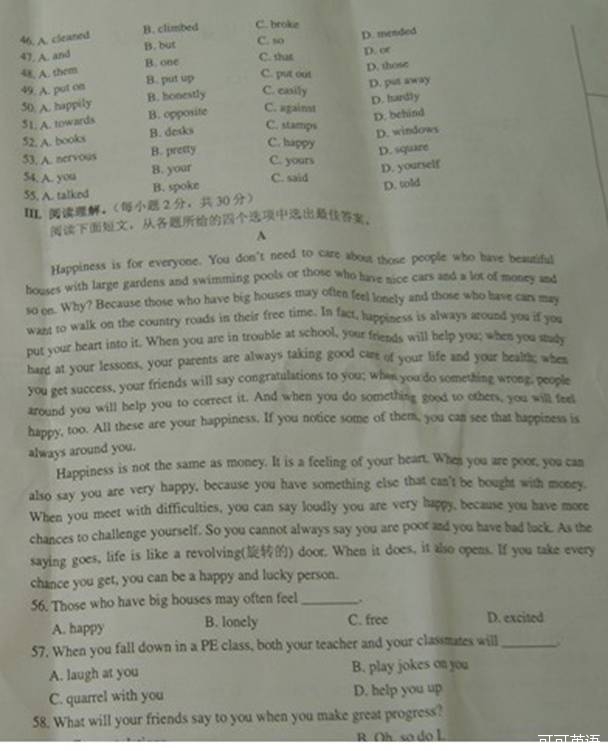 46. A. cleaned B. climbed C. broke D. mended
47. A. and B. but C. so D. or
48. A. them B. one C. that D. those
49. A. put on B. put up C. put out D. put away
50. A. happily B. honestly C. easily D. hardly
51. A. towards B. opposite C. against D. behind
52. A. books B. desks C. stamps D. windows
53. A. nervous B. pretty C. happy D. square
54. A. you B. your C. yours D. yourself
55. A. talked B. spoke C. said D. told
III. 阅读理解。(每小题2分，共30分)
阅读下面短文，从各题所给的四个选项中选出最佳答案。
A
Happiness is for everyone. You don't need to care about those people who have beautiful
houses with large gardens and swimming pools or those who have nice cars and a lot of money and
so on. Why? Because those who have big houses may often feel lonely and those who have cars may
want to walk on the country roads in their free time. In fact, happiness is always around you if you
put your heart into it. When you are in trouble at school, your friends will help you; when you study
hard at your lessons, your parents are always taking good care of your life and your health; when
you get success, your friends will say congratulations to you; when you do something wrong, people
around you will help you to correct it. And when you do something good to others, you will feel
happy, too. All these are your happiness. If you notice some of them, you can see that happiness is
always around you.
Happiness is not the same as money. It is a feeling of your heart. When you are poor, you can
also say you are very happy, because you have something else that can't be bought with money.
When you meet with difficulties, you can say loudly you are very happy, because you have more
chances to challenge yourself. So you cannot always say you are poor and you have bad luck. As the
saying goes, life is like a revolving(旋转的) door. When it does, it also opens. If you take every
chance you get, you can be a happy and lucky person.
56. Those who have big houses may often feel ______.
A. happy B. lonely C. free D. excited
57. When you fall down in a PE class, both your teacher and your classmates will ______.
A. laugh at you B. play jokes on you
C. quarrel with you D. help you up
58. What will your friends say to you when you make great progress?
B. Oh, so do I.
可可英语